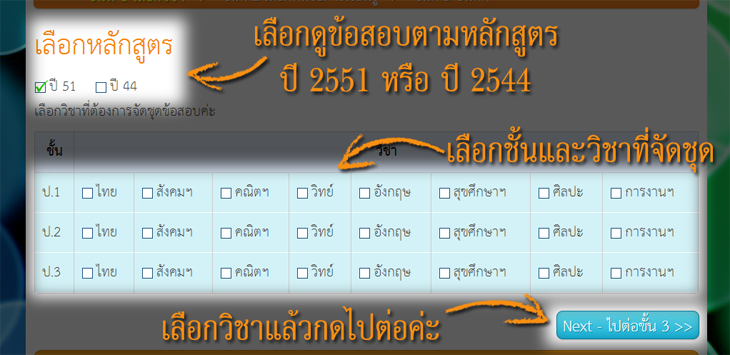 เลือกหลักสูตร
เลือกดูข้อสอบตามหลักสูตร
ปี 2551 หรือ ปี 2544
ปี 51 ปี 44
เลือกวิชาที่ต้องการจัดชุดข้อสอบค่ะ
ชั้น วิชา
เลือกชั้นและวิชาที่จัดชุด
ป.1 ไทย สังคมฯ คณิตฯ วิทย์ อังกฤษ สุขศึกษาฯ ศิลปะ การงานฯ
ป.2 ไทย สังคมฯ คณิตฯ วิทย์ อังกฤษ สุขศึกษาฯ ศิลปะ การงานฯ
ป.3 ไทย สังคมฯ คณิตฯ วิทย์ อังกฤษ สุขศึกษาฯ ศิลปะ การงานฯ
เลือกวิชาแล้วกดไปต่อค่ะ
Next - ไปต่อขั้น 3 >>